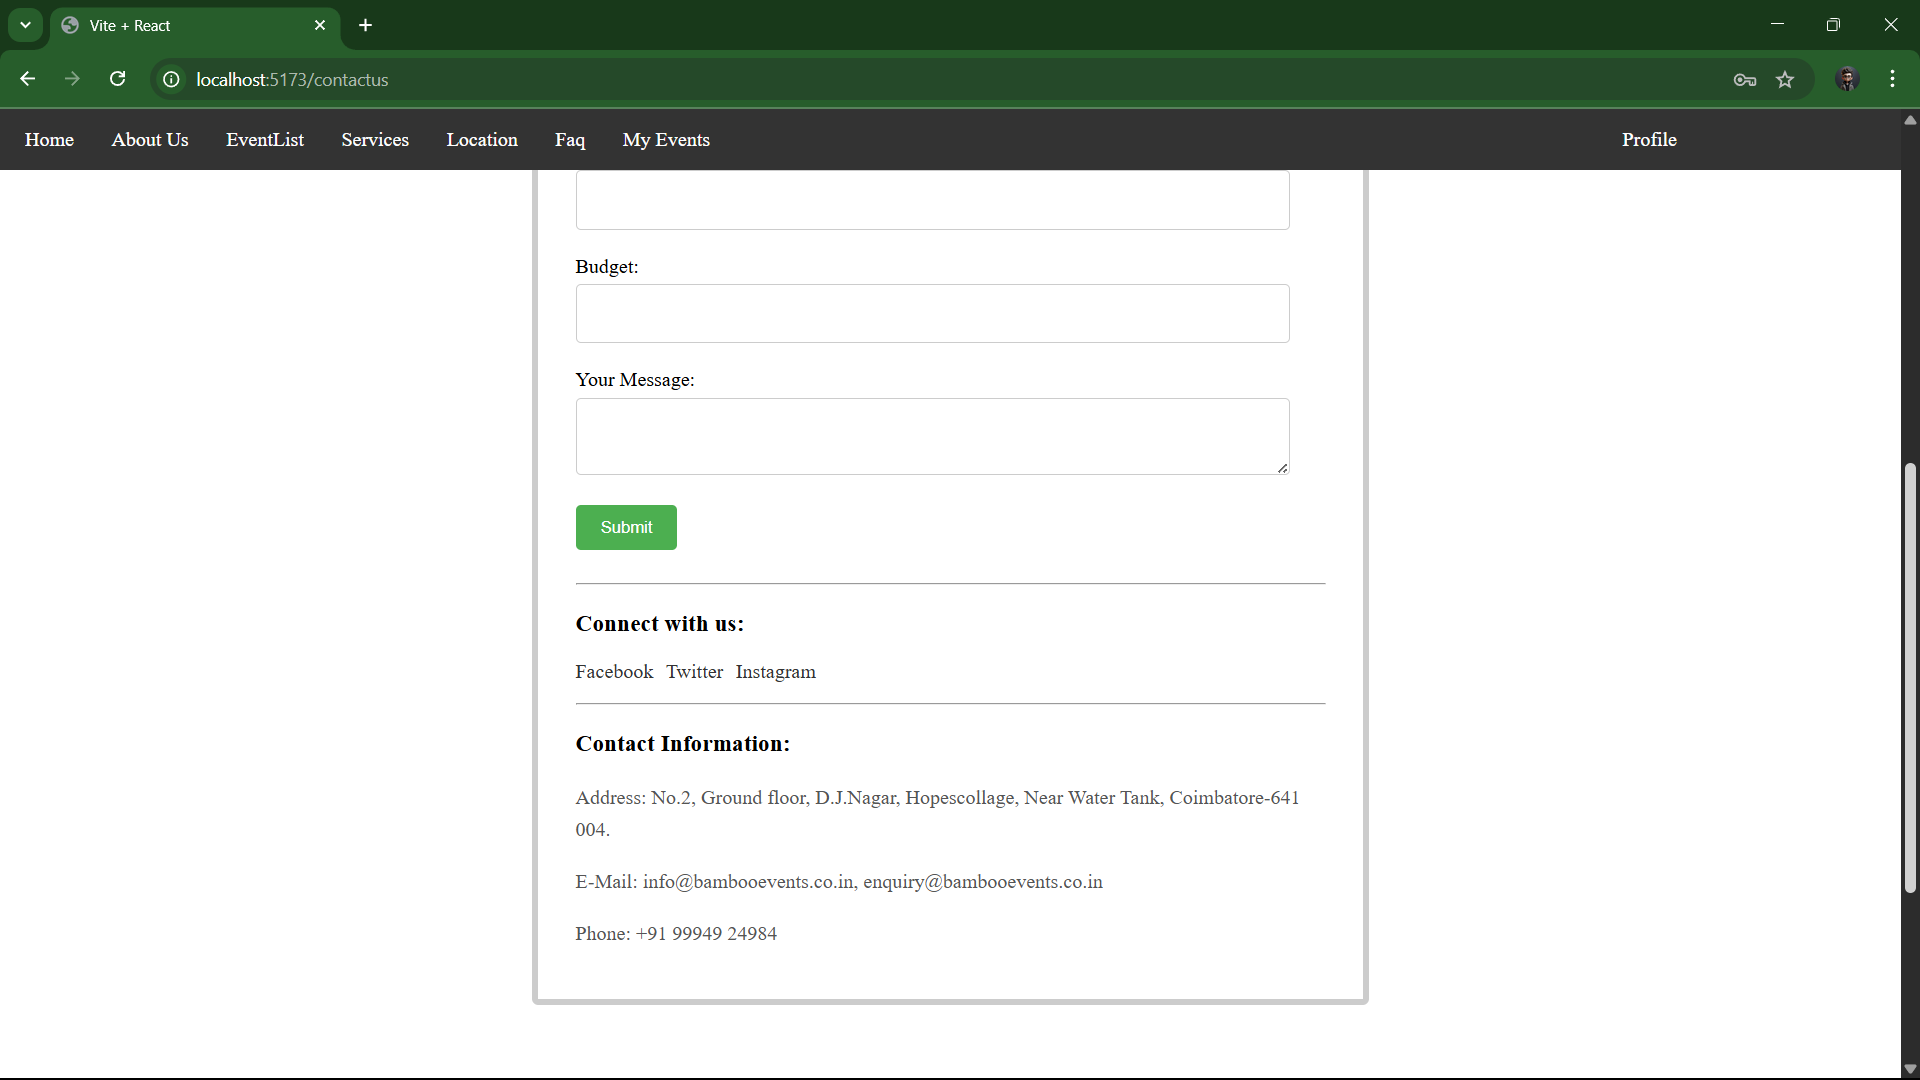 Vite + React
localhost:5173/contactus
Home About Us EventList Services Location Faq My Events Profile
Budget:
Your Message:
Submit
Connect with us:
Facebook Twitter Instagram
Contact Information:
Address: No.2, Ground floor, D.J.Nagar, Hopescollage, Near Water Tank, Coimbatore-641
004.
E-Mail: info@bambooevents.co.in, enquiry@bambooevents.co.in
Phone: +91 99949 24984